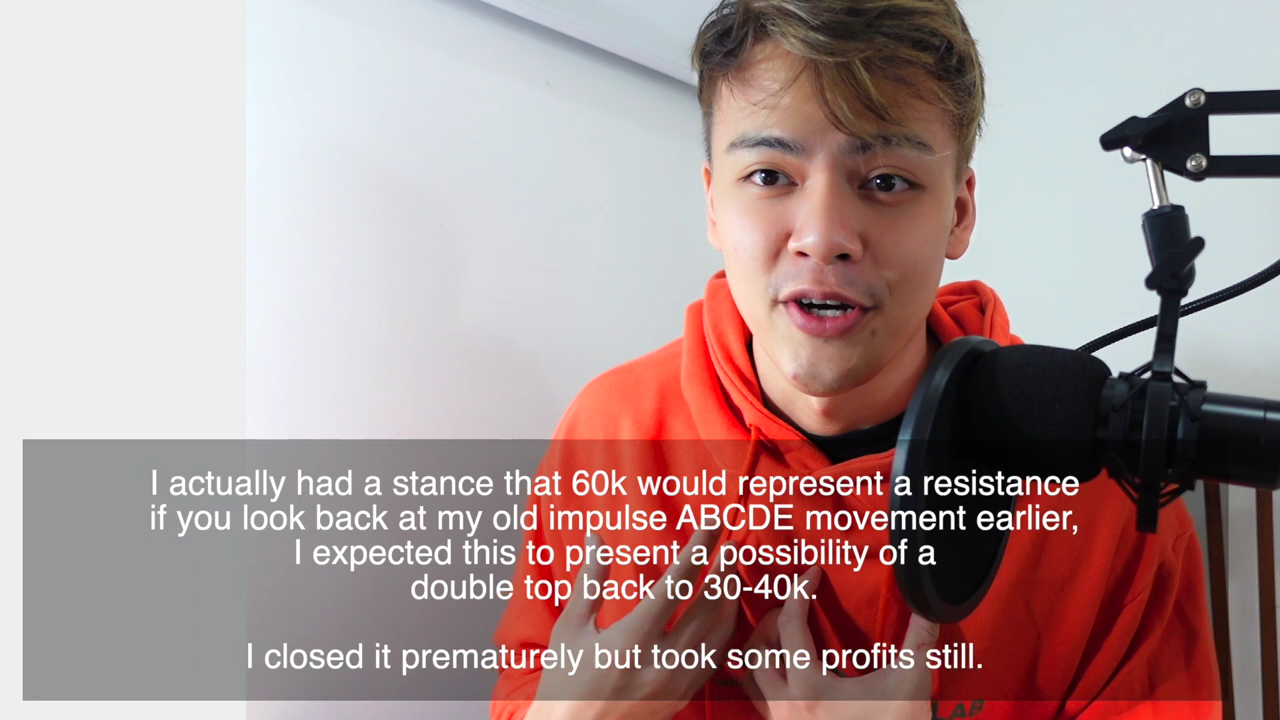 I actually had a stance that 60k would represent a resistance
if you look back at my old impulse ABCDE movement earlier,
I expected this to present a possibility of a
double top back to 30-40k.
I closed it prematurely but took some profits still.
LAB